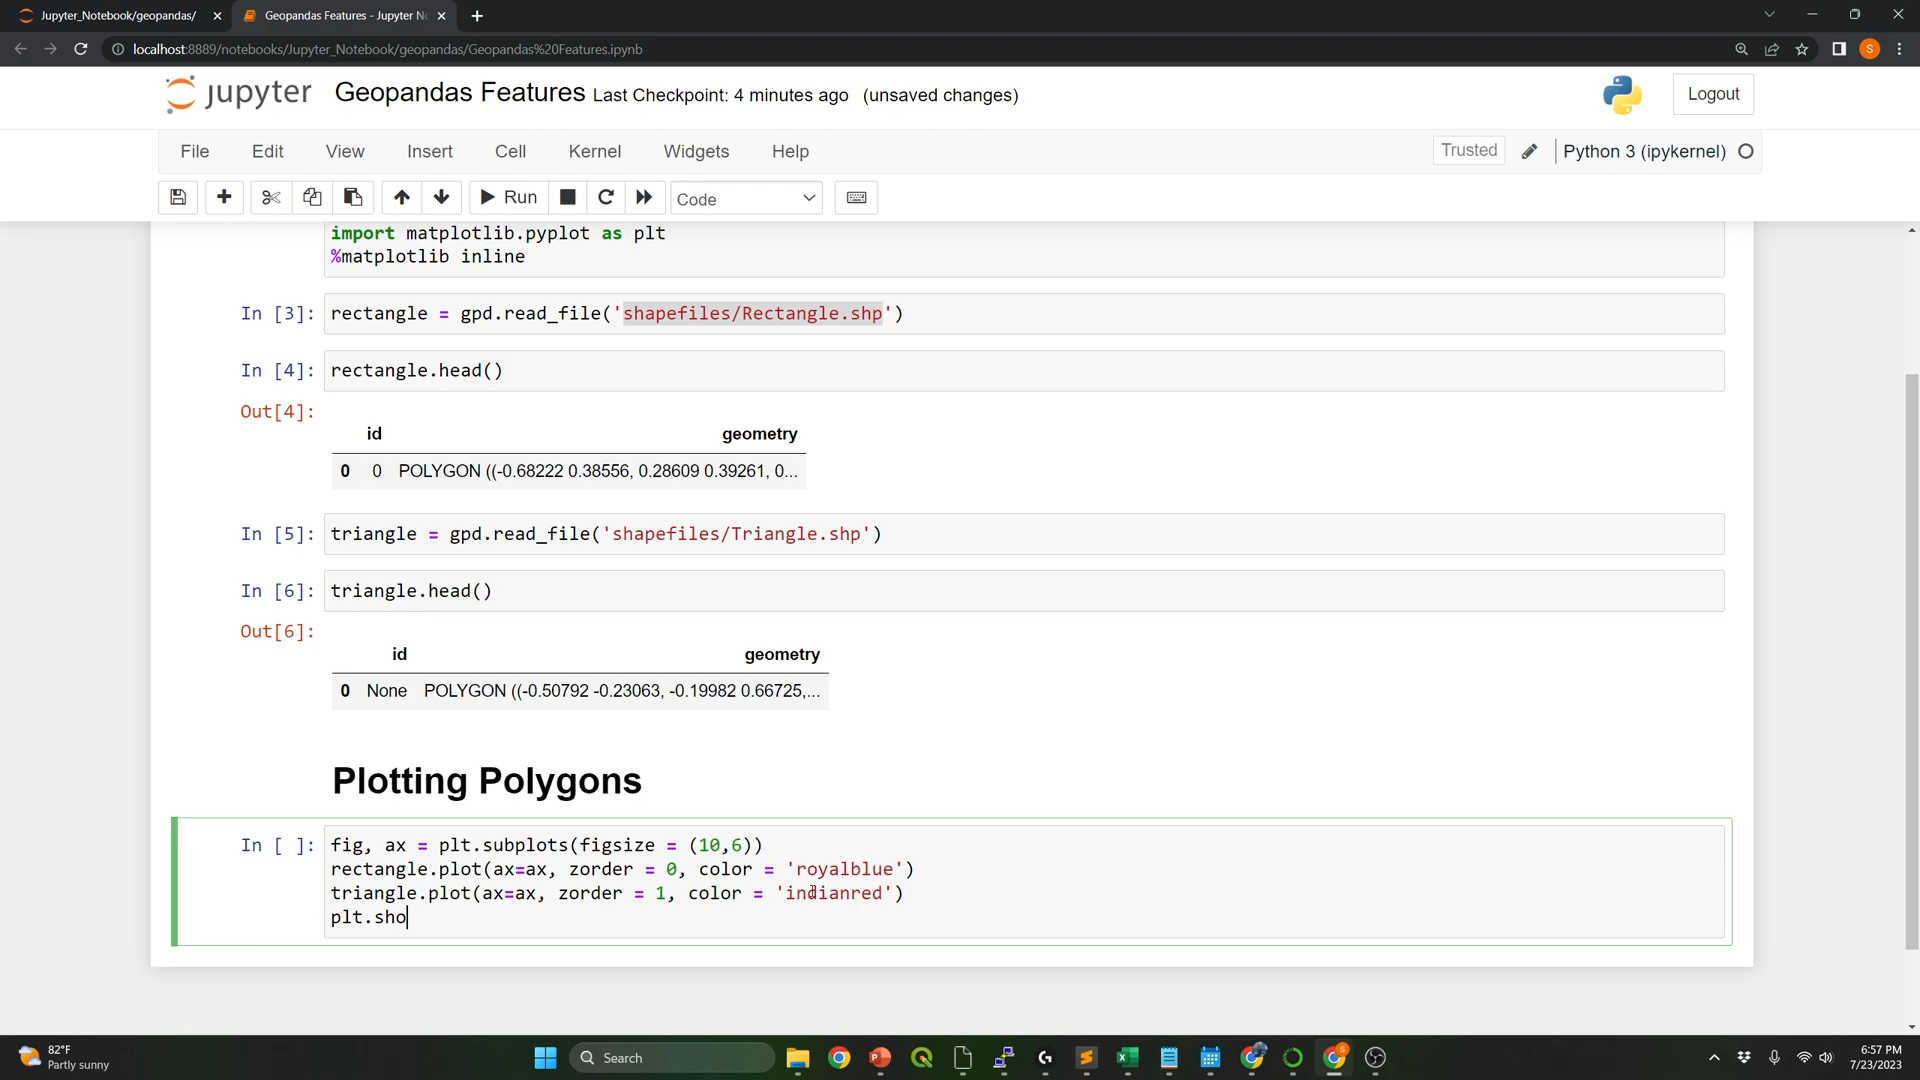 Jupyter_Notebook/geopandas/
Geopandas Features - Jupyter No
localhost:8889/notebooks/Jupyter_Notebook/geopandas/Geopandas%20Features.ipynb
S
jupyter Geopandas Features Last Checkpoint: 4 minutes ago (unsaved changes)
Logout
File Edit View Insert Cell Kernel Widgets Help
Trusted Python 3 (ipykernel)
Run Code
import matplotlib.pyplot as plt
%matplotlib inline
In [3]: rectangle = gpd.read_file('shapefiles/Rectangle.shp')
In [4]: rectangle.head()
Out[4]:
id geometry
0 0 POLYGON ((-0.68222 0.38556, 0.28609 0.39261, 0...
In [5]: triangle = gpd.read_file('shapefiles/Triangle.shp')
In [6]: triangle.head()
Out[6]:
id geometry
0 None POLYGON ((-0.50792 -0.23063, -0.19982 0.66725,...
Plotting Polygons
In [ ]: fig, ax = plt.subplots(figsize = (10,6))
rectangle.plot(ax=ax, zorder = 0, color = 'royalblue')
triangle.plot(ax=ax, zorder = 1, color = 'indianred')
plt.sho
82°F
Partly sunny
Search
6:57 PM
7/23/2023